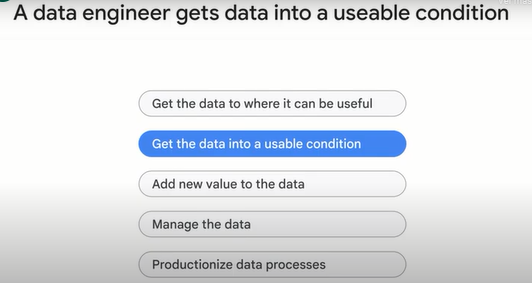 A data engineer gets data into a useable condition
Get the data to where it can be useful
Get the data into a usable condition
Add new value to the data
Manage the data
Productionize data processes